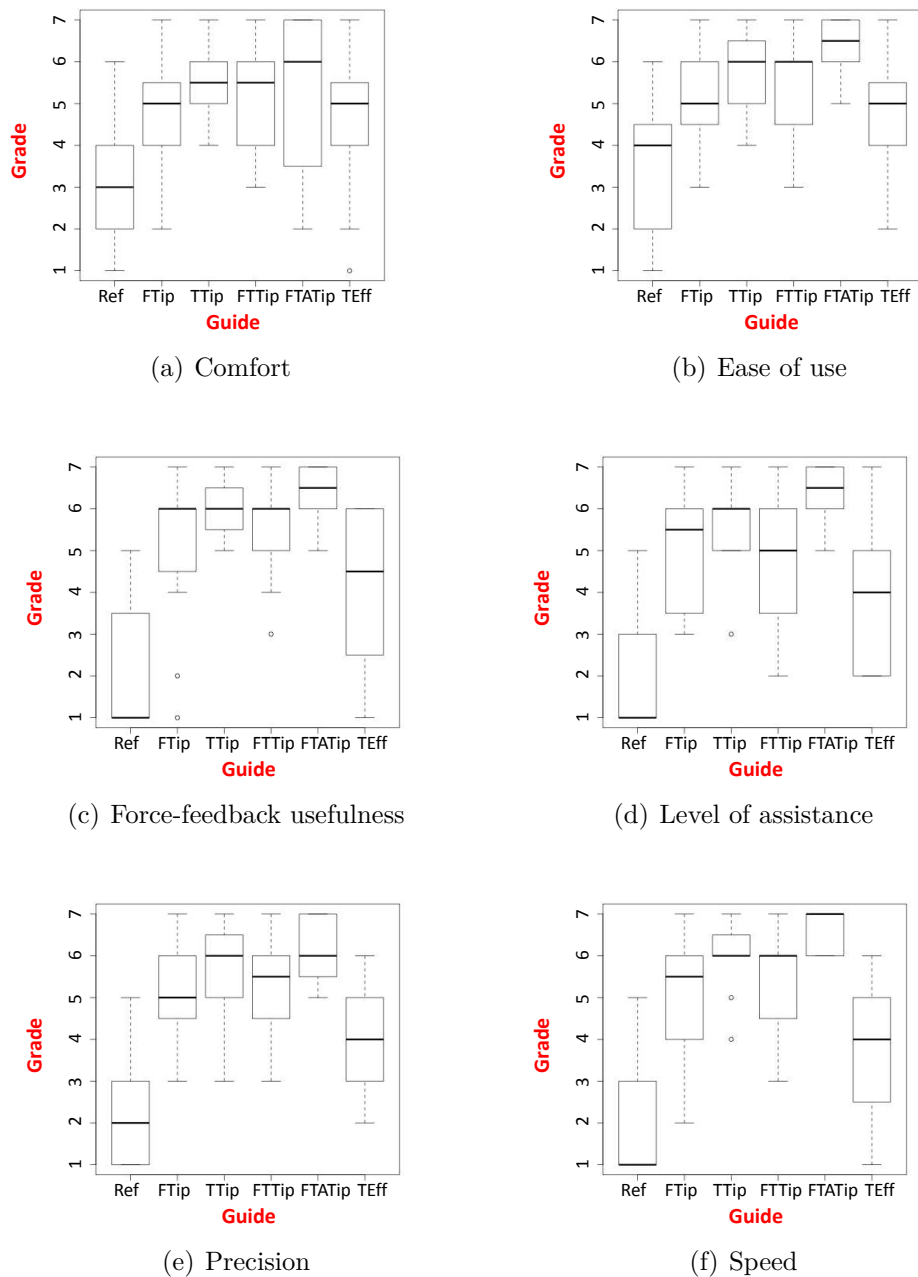 7
6
5
4
3
2
1
Grade
Ref FTip TTip FTTip FTATip TEff
Guide
(a) Comfort
7
6
5
4
3
2
1
Grade
Ref FTip TTip FTTip FTATip TEff
Guide
(b) Ease of use
7
6
5
4
3
2
1
Grade
Ref FTip TTip FTTip FTATip TEff
Guide
(c) Force-feedback usefulness
7
6
5
4
3
2
1
Grade
Ref FTip TTip FTTip FTATip TEff
Guide
(d) Level of assistance
7
6
5
4
3
2
1
Grade
Ref FTip TTip FTTip FTATip TEff
Guide
(e) Precision
7
6
5
4
3
2
1
Grade
Ref FTip TTip FTTip FTATip TEff
Guide
(f) Speed